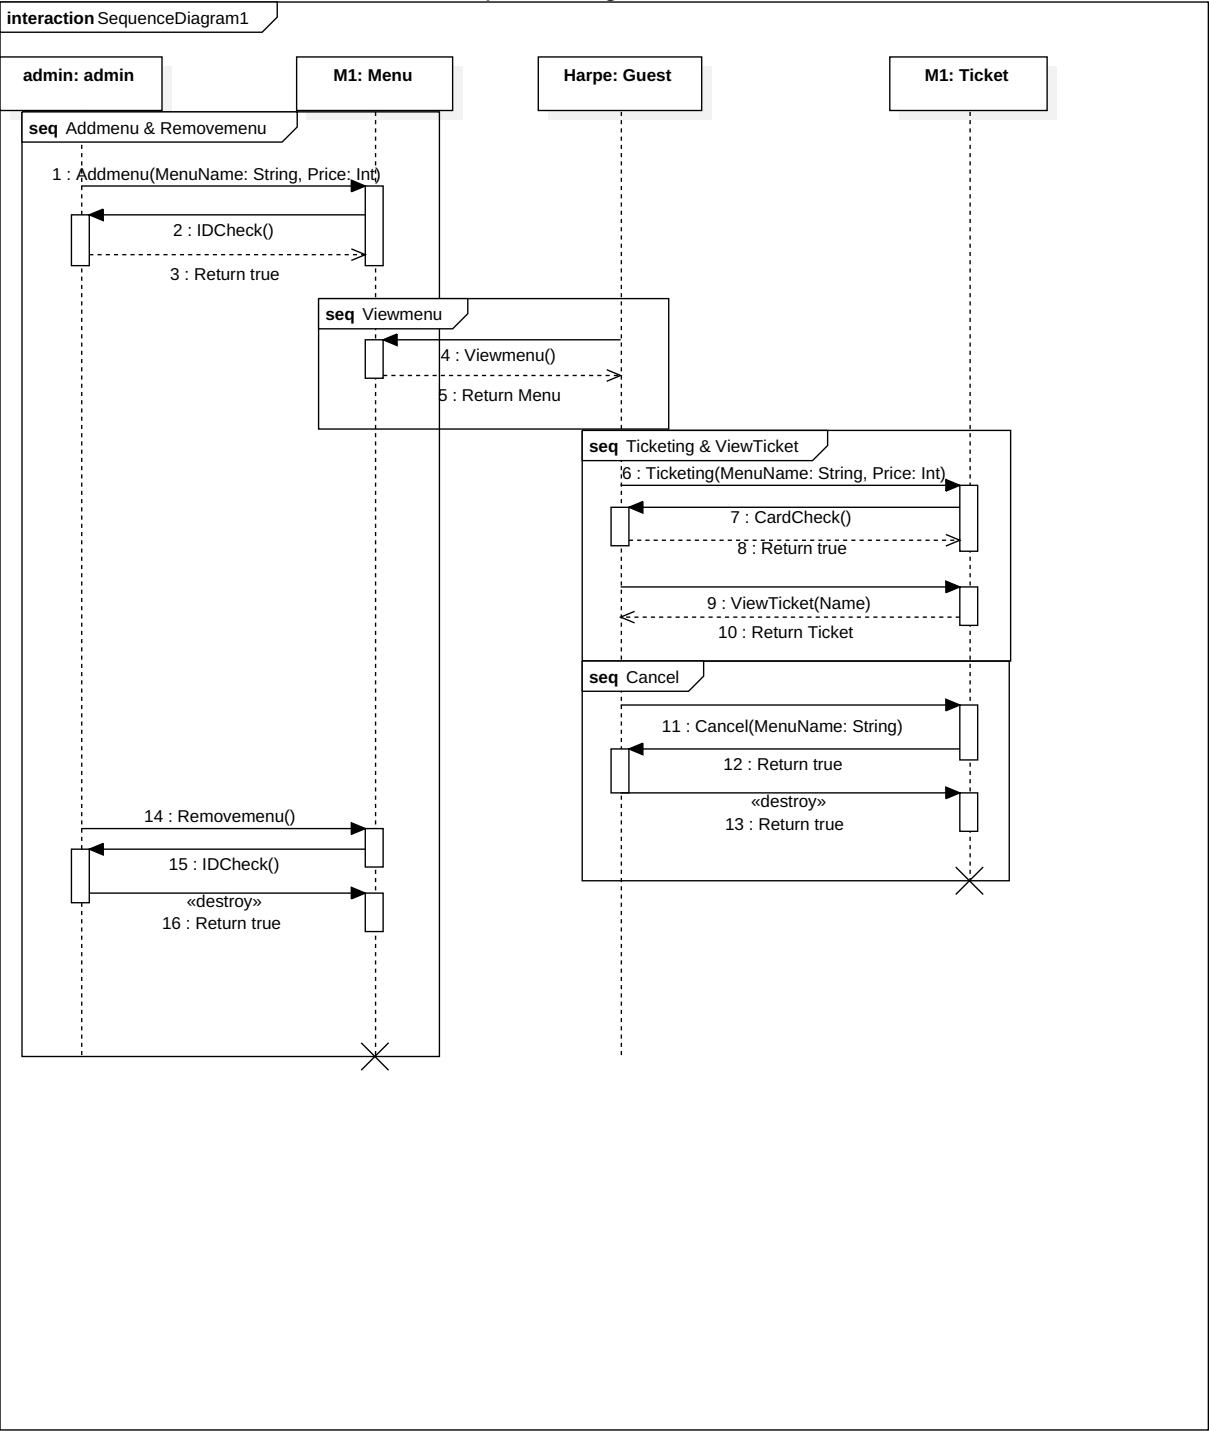 interaction SequenceDiagram1
admin: admin
M1: Menu
Harpe: Guest
M1: Ticket
seq Addmenu & Removemenu
1 : Addmenu(MenuName: String, Price: Int)
2 : IDCheck()
3 : Return true
seq Viewmenu
4 : Viewmenu()
5 : Return Menu
seq Ticketing & ViewTicket
6 : Ticketing(MenuName: String, Price: Int)
7 : CardCheck()
8 : Return true
9 : ViewTicket(Name)
10 : Return Ticket
seq Cancel
11 : Cancel(MenuName: String)
12 : Return true
«destroy»
13 : Return true
14 : Removemenu()
15 : IDCheck()
«destroy»
16 : Return true